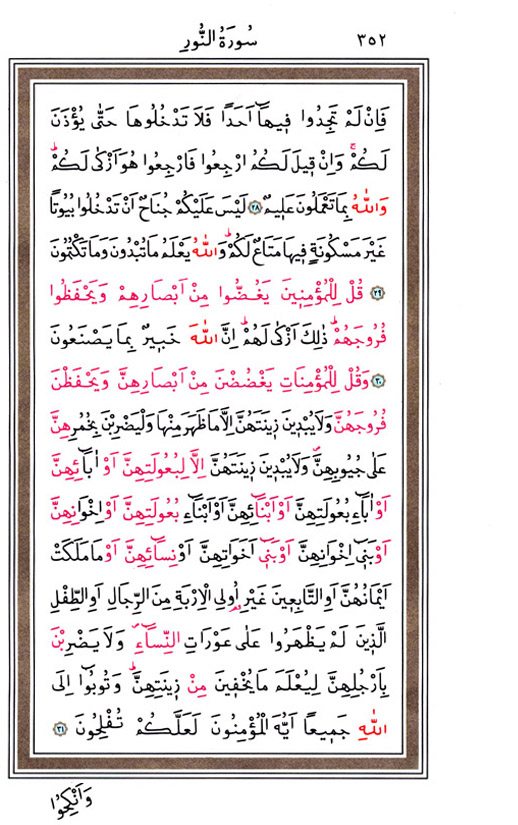 ٣٥٢
سُورَةُ النُّورِ
فَاِنْ لَمْ تَجِدُوا فٖيهَٓا اَحَدًا فَلَا تَدْخُلُوهَا حَتّٰى يُؤْذَنَ
لَكُمْۚ وَاِنْ قٖيلَ لَكُمُ ارْجِعُوا فَارْجِعُوا هُوَ اَزْكٰى لَكُمْؕ
وَاللّٰهُ بِمَا تَعْمَلُونَ عَلٖيمٌ ﴿٢٨﴾ لَيْسَ عَلَيْكُمْ جُنَاحٌ اَنْ تَدْخُلُوا بُيُوتًا
غَيْرَ مَسْكُونَةٍ فٖيهَا مَتَاعٌ لَكُمْؕ وَاللّٰهُ يَعْلَمُ مَا تُبْدُونَ وَمَا تَكْتُمُونَ
﴿٢٩﴾ قُلْ لِلْمُؤْمِنٖينَ يَغُضُّوا مِنْ اَبْصَارِهِمْ وَيَحْفَظُوا
فُرُوجَهُمْؕ ذٰلِكَ اَزْكٰى لَهُمْؕ اِنَّ اللّٰهَ خَبٖيرٌ بِمَا يَصْنَعُونَ
﴿٣٠﴾ وَقُلْ لِلْمُؤْمِنَاتِ يَغْضُضْنَ مِنْ اَبْصَارِهِنَّ وَيَحْفَظْنَ
فُرُوجَهُنَّ وَلَا يُبْدٖينَ زٖينَتَهُنَّ اِلَّا مَا ظَهَرَ مِنْهَا وَلْيَضْرِبْنَ بِخُمُرِهِنَّ
عَلٰى جُيُوبِهِنَّࣕ وَلَا يُبْدٖينَ زٖينَتَهُنَّ اِلَّا لِبُعُولَتِهِنَّ اَوْ اٰبَٓائِهِنَّ
اَوْ اٰبَٓاءِ بُعُولَتِهِنَّ اَوْ اَبْنَٓائِهِنَّ اَوْ اَبْنَٓاءِ بُعُولَتِهِنَّ اَوْ اِخْوَانِهِنَّ
اَوْ بَنٖٓى اِخْوَانِهِنَّ اَوْ بَنٖٓى اَخَوَاتِهِنَّ اَوْ نِسَٓائِهِنَّ اَوْ مَا مَلَكَتْ
اَيْمَانُهُنَّ اَوِ التَّابِعٖينَ غَيْرِ اُو۬لِى الْاِرْبَةِ مِنَ الرِّجَالِ اَوِ الطِّفْلِ
الَّذٖينَ لَمْ يَظْهَرُوا عَلٰى عَوْرَاتِ النِّسَٓاءِࣕ وَلَا يَضْرِبْنَ
بِاَرْجُلِهِنَّ لِيُعْلَمَ مَا يُخْفٖينَ مِنْ زٖينَتِهِنَّؕ وَتُوبُٓوا اِلَى
اللّٰهِ جَمٖيعًا اَيُّهَ الْمُؤْمِنُونَ لَعَلَّكُمْ تُفْلِحُونَ ﴿٣١﴾
وَاَنْكِحُوا